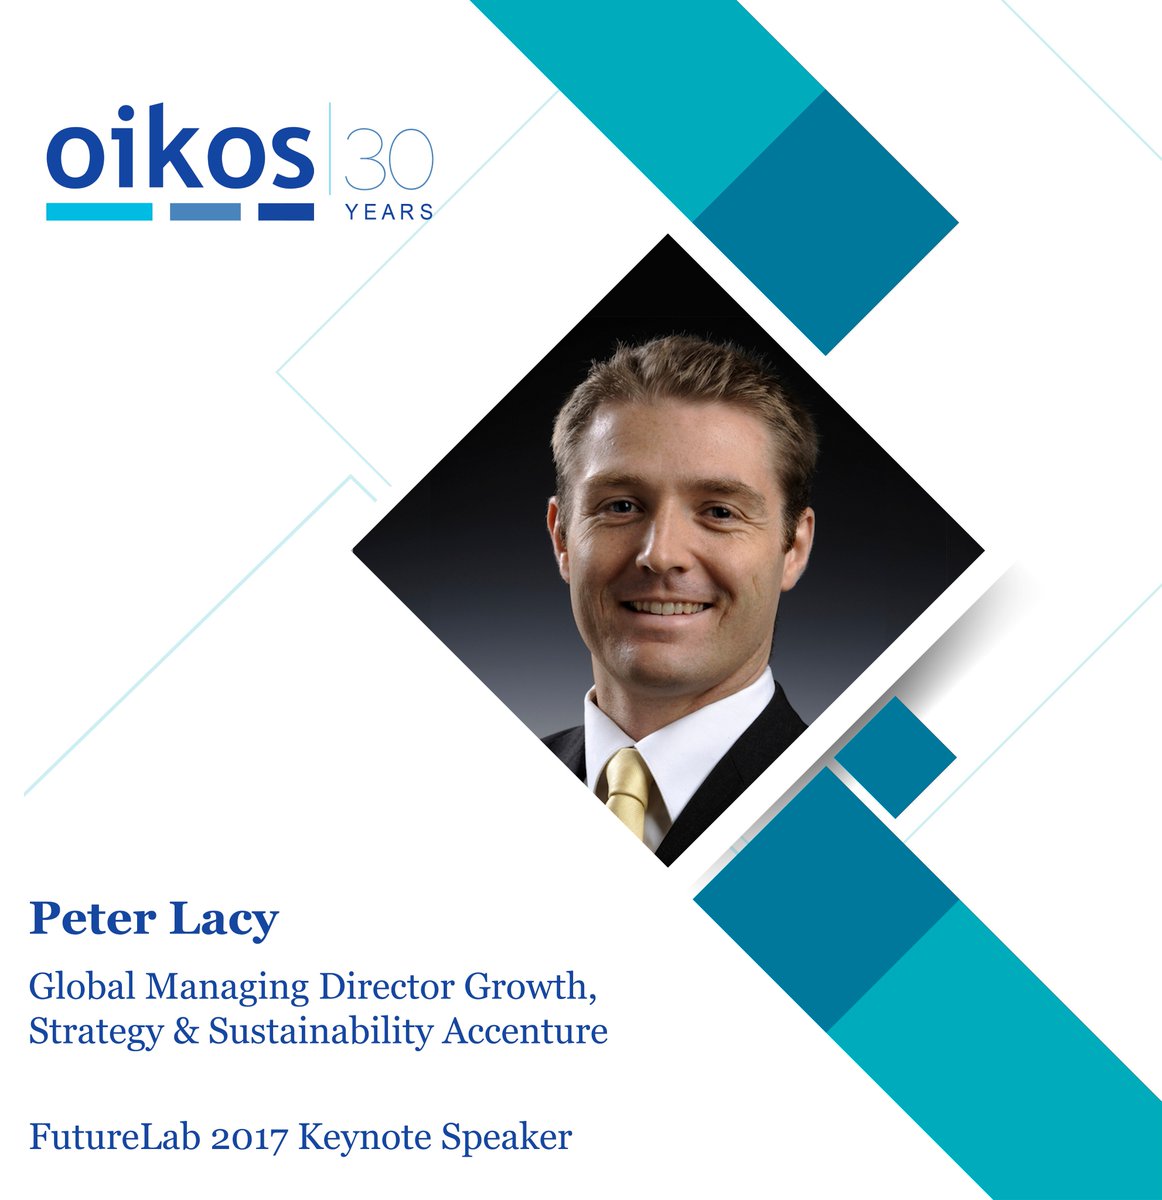 oikos
30
YEARS
Peter Lacy
Global Managing Director Growth,
Strategy & Sustainability Accenture
FutureLab 2017 Keynote Speaker